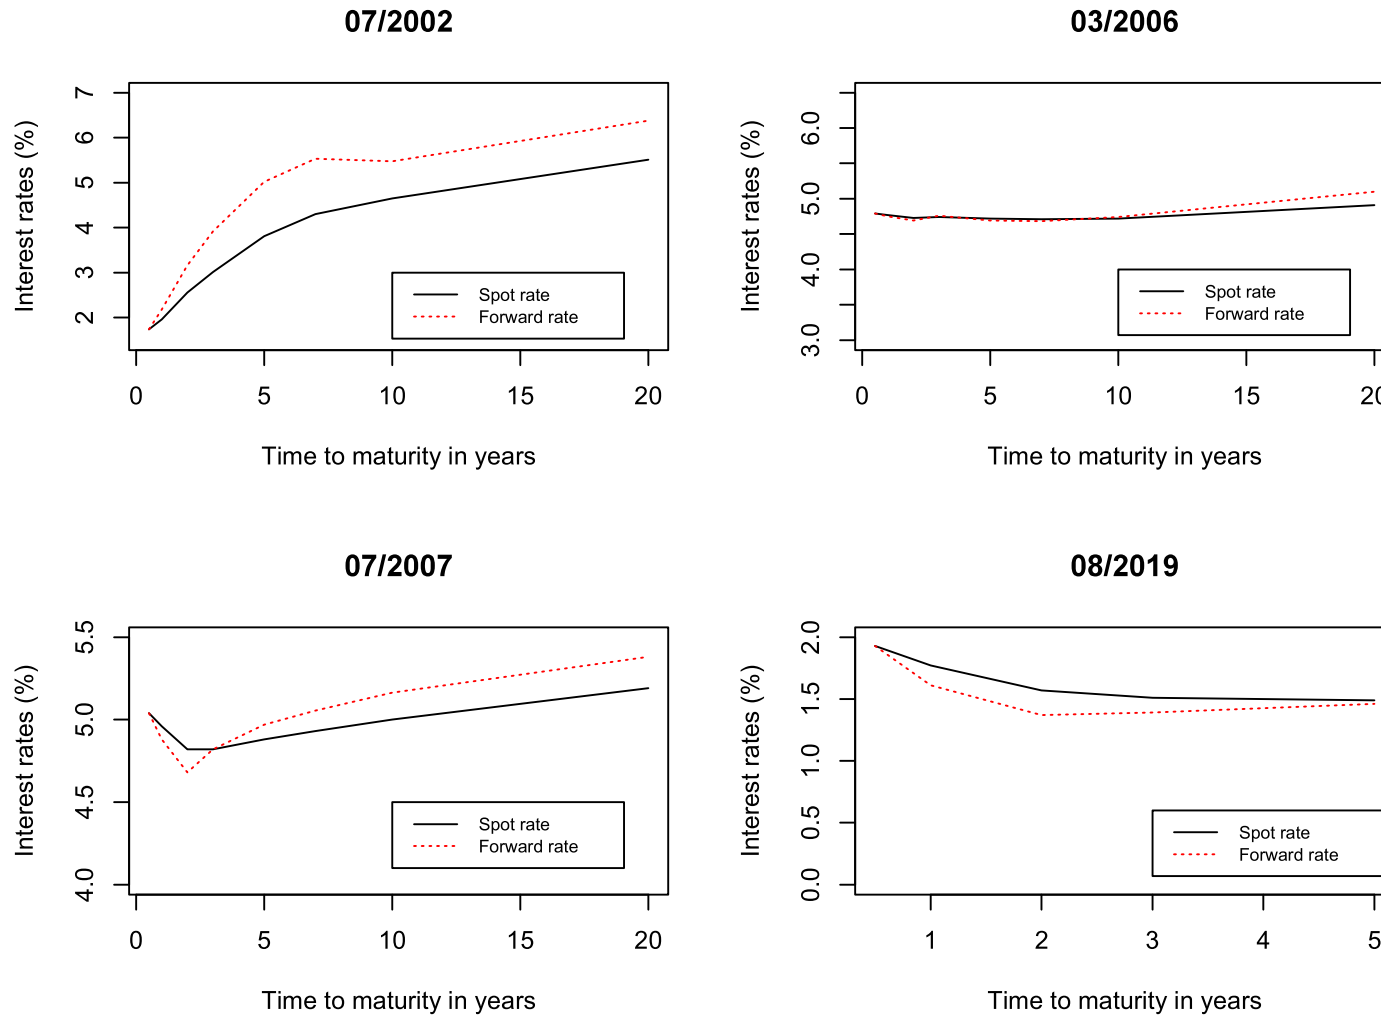 07/2002
Interest rates (%)
7
6
5
4
3
2
Spot rate
Forward rate
0 5 10 15 20
Time to maturity in years
03/2006
Interest rates (%)
6.0
5.0
4.0
3.0
Spot rate
Forward rate
0 5 10 15 20
Time to maturity in years
07/2007
Interest rates (%)
5.5
5.0
4.5
4.0
Spot rate
Forward rate
0 5 10 15 20
Time to maturity in years
08/2019
Interest rates (%)
2.0
1.5
1.0
0.5
0.0
Spot rate
Forward rate
1 2 3 4 5
Time to maturity in years